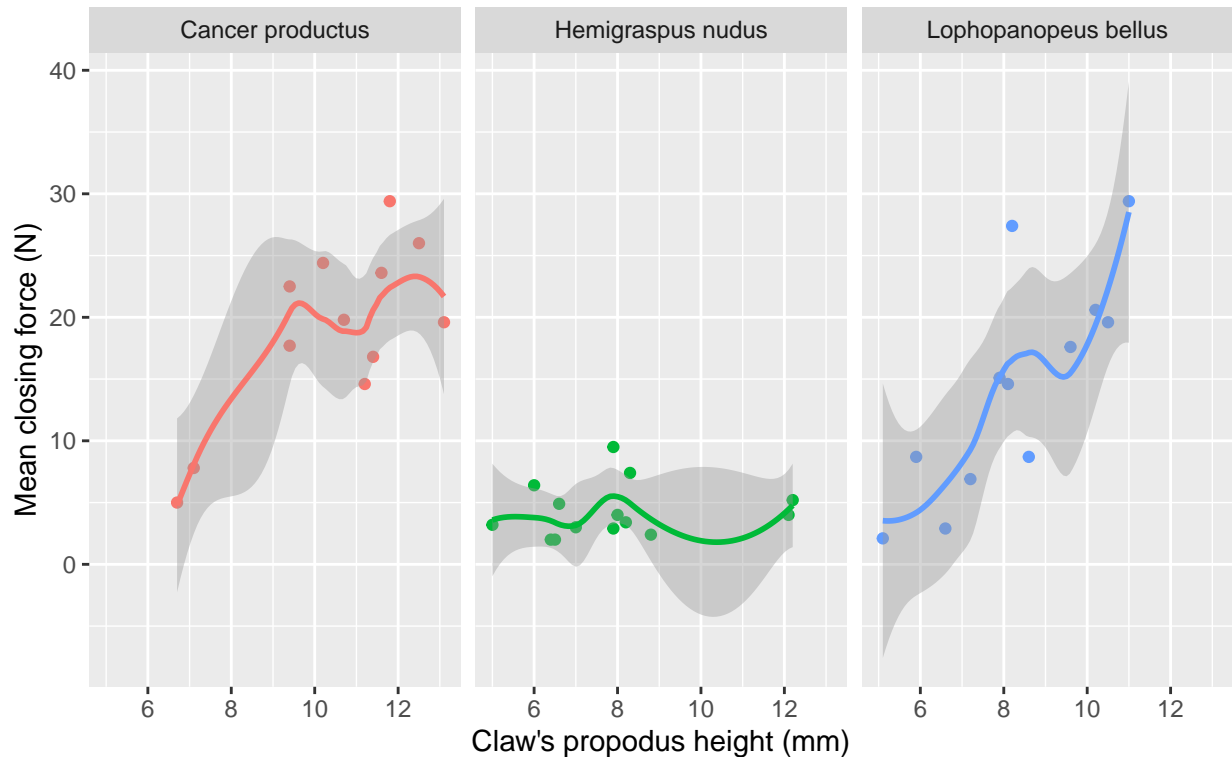 Cancer productus
Hemigraspus nudus
Lophopanopeus bellus
40
30
20
10
0
Mean closing force (N)
6 8 10 12
6 8 10 12
6 8 10 12
Claw's propodus height (mm)